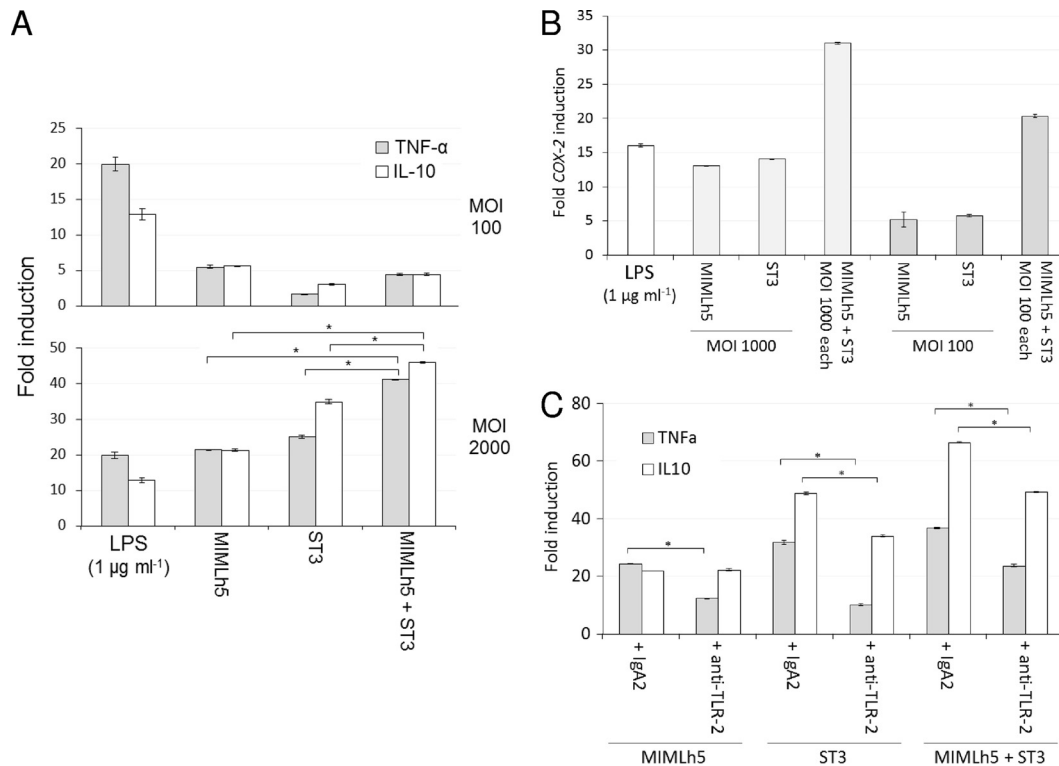 A
Fold induction
25
20
15
10
5
0
TNF-α
IL-10
MOI
100
50
40
30
20
10
0
* 
*
*
*
MOI
2000
LPS
(1 µg ml-1)
MIMLh5
ST3
MIMLh5 + ST3
B
Fold COX-2 induction
35
30
25
20
15
10
5
0
LPS
(1 µg ml-1)
MIMLh5
ST3
MOI 1000
MIMLh5 + ST3
MOI 1000 each
MIMLh5
ST3
MOI 100
MIMLh5 + ST3
MOI 100 each
C
Fold induction
80
60
40
20
0
TNFa
IL10
*
*
*
*
*
+ IgA2
+ anti-TLR-2
+ IgA2
+ anti-TLR-2
+ IgA2
+ anti-TLR-2
MIMLh5
ST3
MIMLh5 + ST3